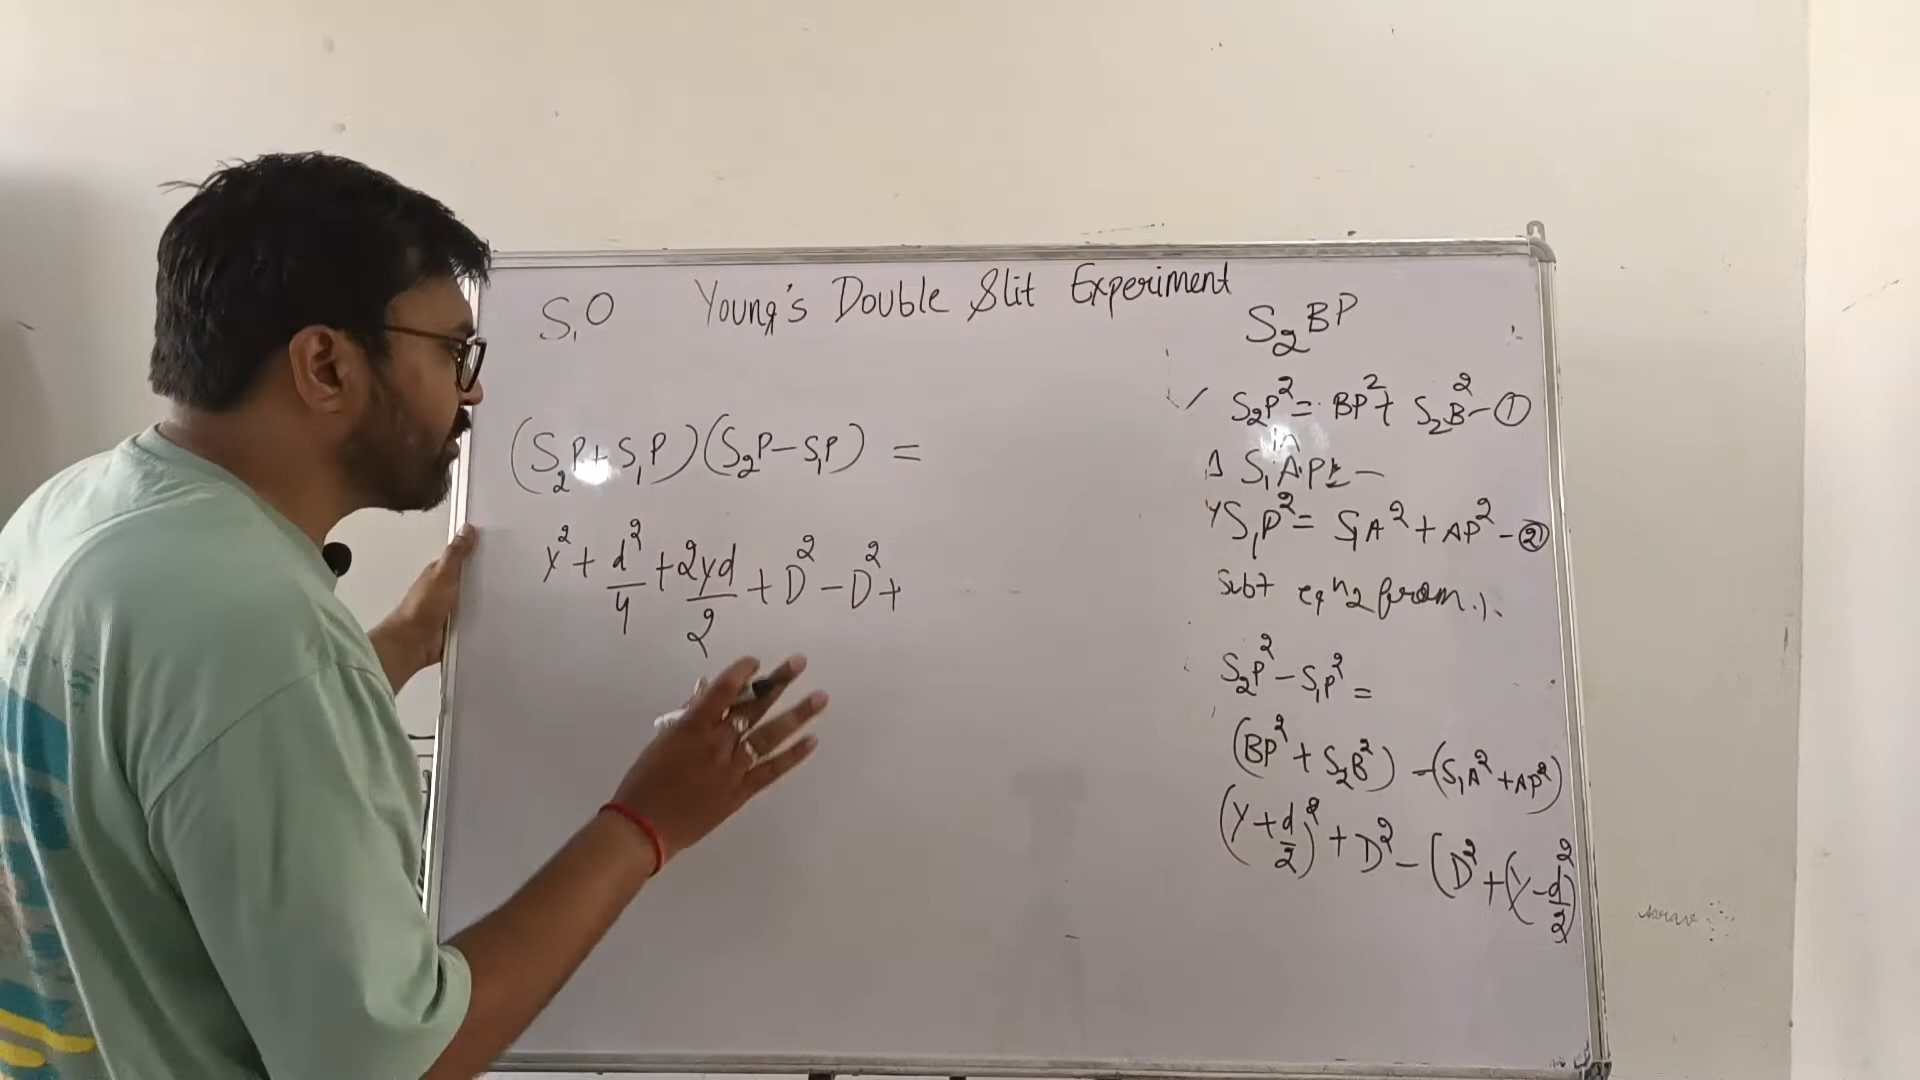 S₁O Young's Double Slit Experiment
(S₂P + S₁P)(S₂P - S₁P) =
y² + d²/4 + 2yd/2 + D² - D² +
S₂BP
✓ S₂P² = BP² + S₂B² - ①
in
Δ S₁AP
S₁P² = S₁A² + AP² - ②
Subt eqn 2 from 1.
S₂P² - S₁P² =
(BP² + S₂B²) - (S₁A² + AP²)
(y + d/2)² + D² - (D² + (y - d/2)²